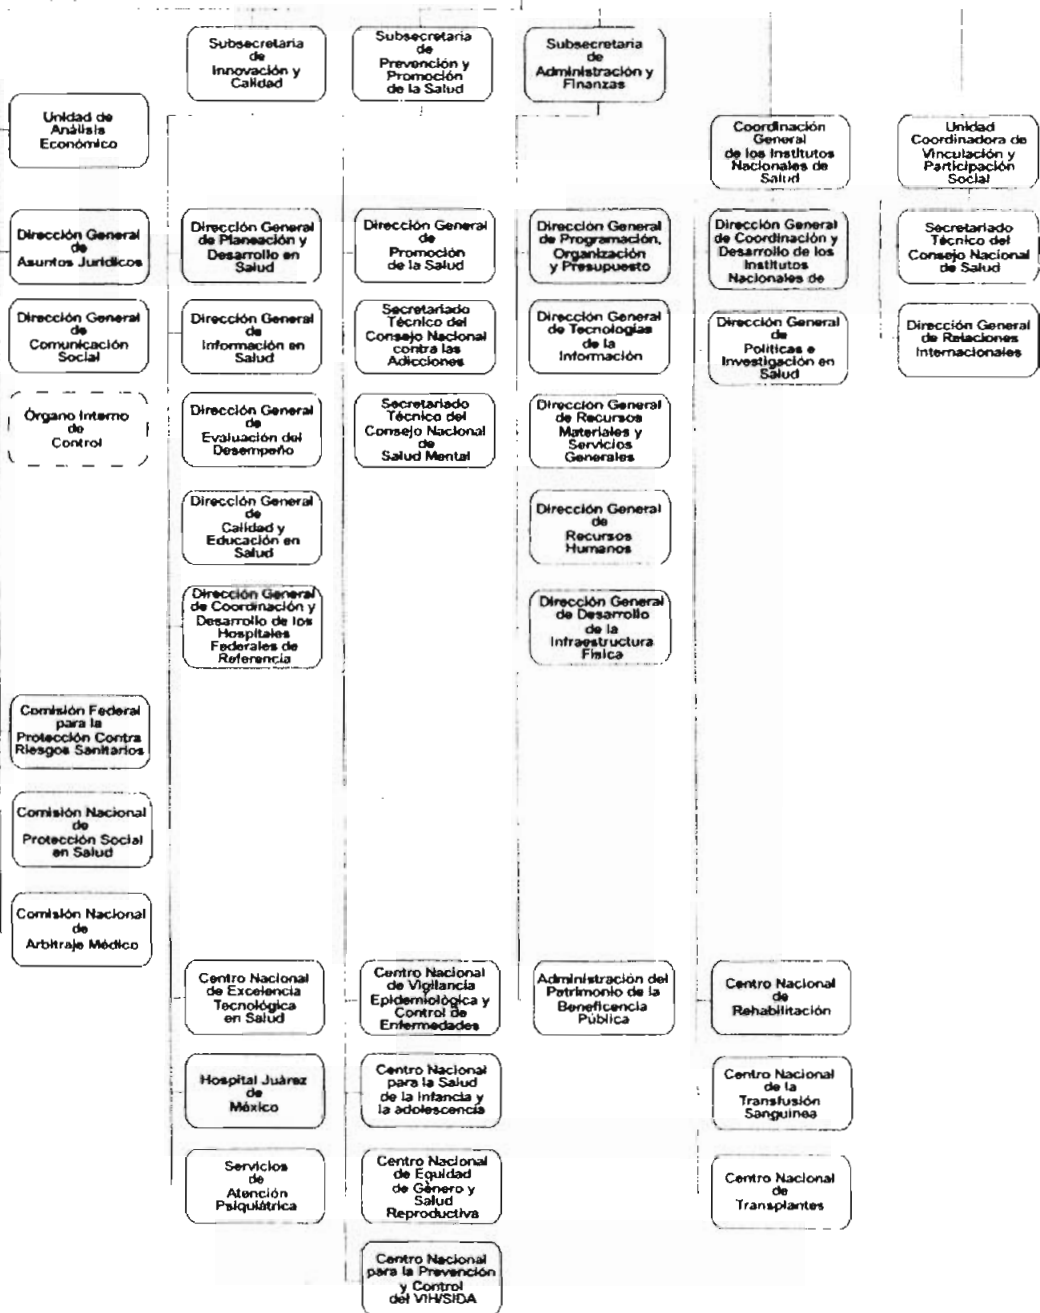 Subsecretaria
de
Innovación y
Calidad
Subsecretaria
de
Prevención y
Promoción
de la Salud
Subsecretaria
de
Administración y
Finanzas
Unidad de
Análisis
Económico
Coordinación
General
de los Institutos
Nacionales de
Salud
Unidad
Coordinadora de
Vinculación y
Participación
Social
Dirección General
de
Asuntos Jurídicos
Dirección General
de Planeación y
Desarrollo en
Salud
Dirección General
de
Promoción
de la Salud
Dirección General
de Programación,
Organización
y Presupuesto
Dirección General
de Coordinación y
Desarrollo de los
Institutos
Nacionales de
Secretariado
Técnico del
Consejo Nacional
de Salud
Dirección General
de
Comunicación
Social
Dirección General
de
Información en
Salud
Secretariado
Técnico del
Consejo Nacional
contra las
Adicciones
Dirección General
de Tecnologías
de la
Información
Dirección General
de
Políticas e
Investigación en
Salud
Dirección General
de Relaciones
Internacionales
Órgano Interno
de
Control
Dirección General
de
Evaluación del
Desempeño
Secretariado
Técnico del
Consejo Nacional
de
Salud Mental
Dirección General
de Recursos
Materiales y
Servicios
Generales
Dirección General
de
Calidad y
Educación en
Salud
Dirección General
de
Recursos
Humanos
Dirección General
de Coordinación y
Desarrollo de los
Hospitales
Federales de
Referencia
Dirección General
de Desarrollo
de la
Infraestructura
Física
Comisión Federal
para la
Protección Contra
Riesgos Sanitarios
Comisión Nacional
de
Protección Social
en Salud
Comisión Nacional
de
Arbitraje Médico
Centro Nacional
de Excelencia
Tecnológica
en Salud
Centro Nacional
de Vigilancia
Epidemiológica y
Control de
Enfermedades
Administración del
Patrimonio de la
Beneficencia
Pública
Centro Nacional
de
Rehabilitación
Hospital Juárez
de
México
Centro Nacional
para la Salud
de la Infancia y
la adolescencia
Centro Nacional
de la
Transfusión
Sanguinea
Servicios
de
Atención
Psiquiátrica
Centro Nacional
de Equidad
de Género y
Salud
Reproductiva
Centro Nacional
de
Transplantes
Centro Nacional
para la Prevención
y Control
del VIH/SIDA